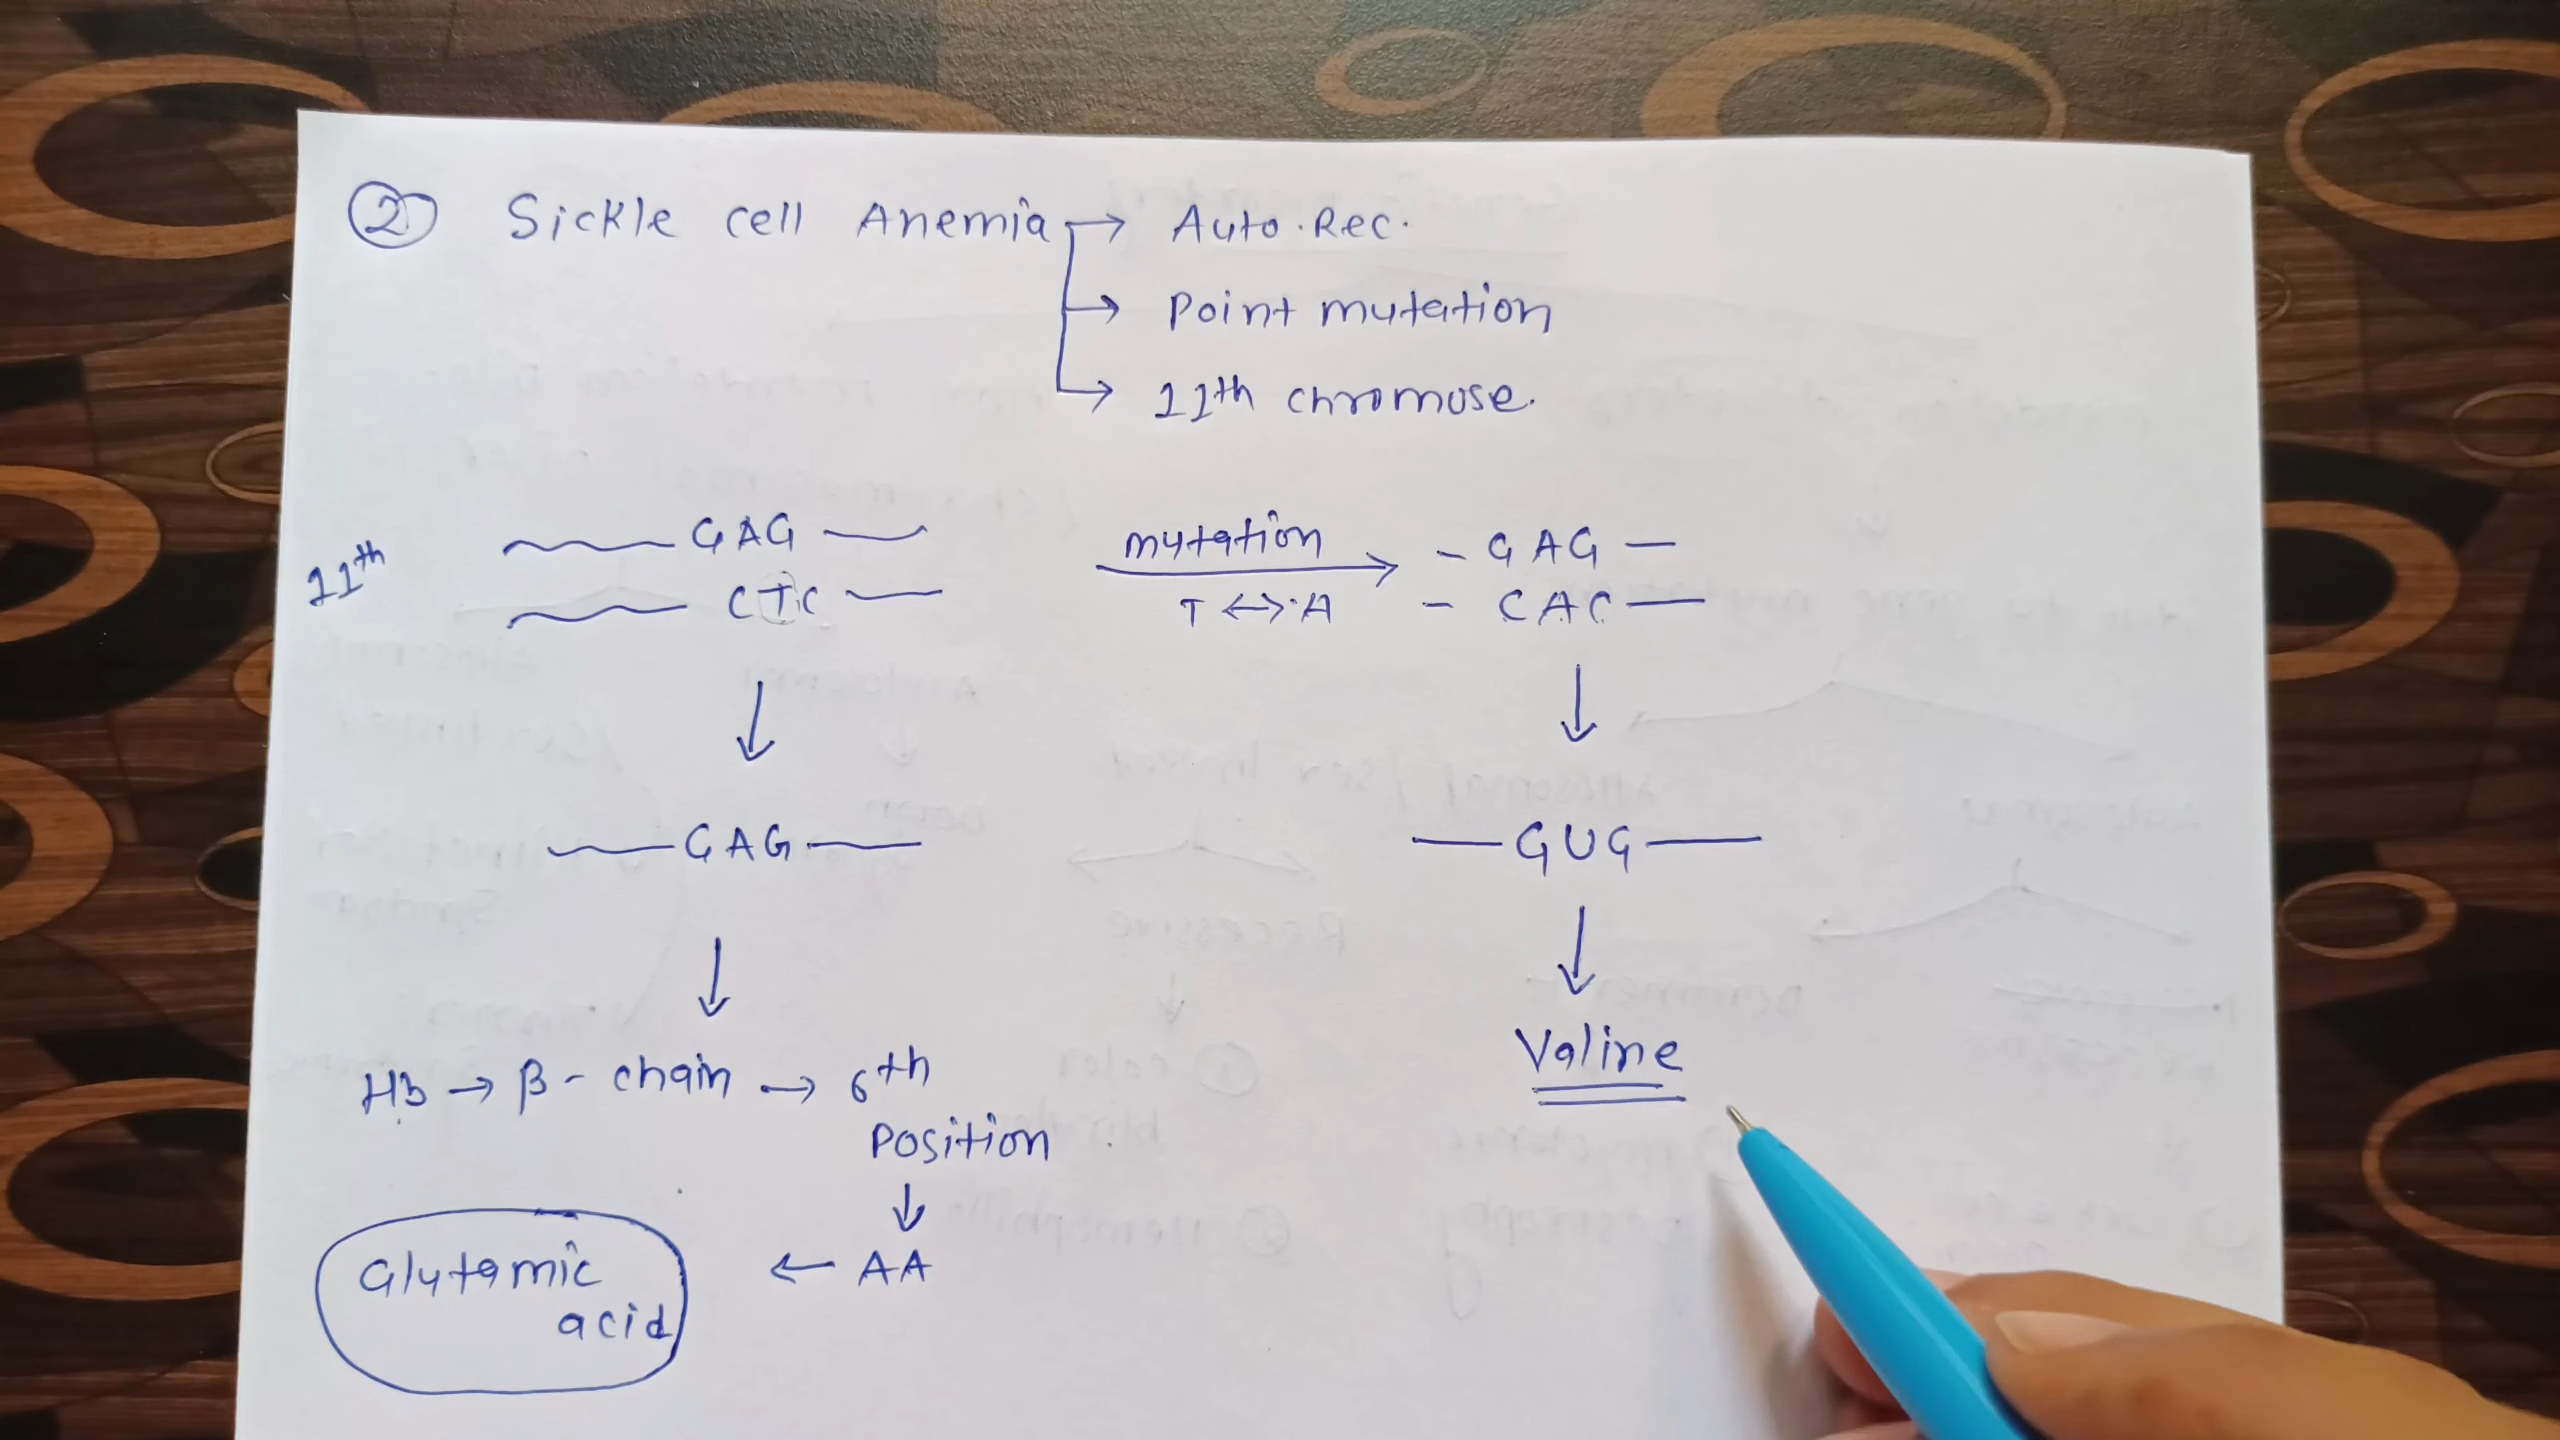 ② Sickle cell Anemia → Auto. Rec.
→ Point mutation
→ 11th chromose.
11th
GAG
CTC
mutation →
T ↔ A
- GAG -
- CAC -
↓
↓
GAG
GUG
↓
↓
Hb → β - chain → 6th
Position
Valine
↓
Glutamic
acid
← AA